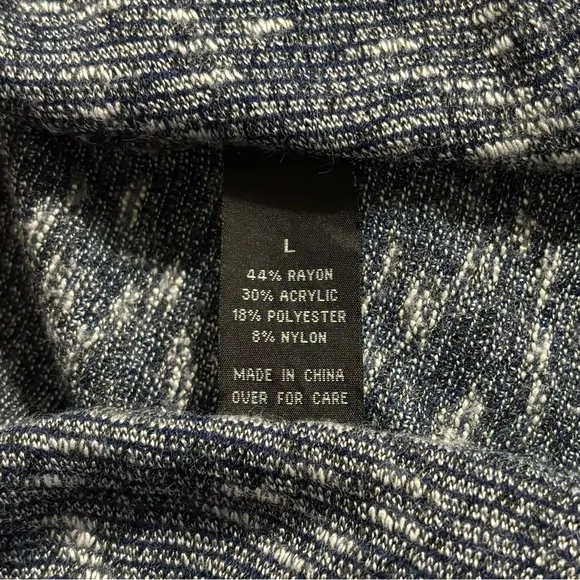 L
44% RAYON
30% ACRYLIC
18% POLYESTER
8% NYLON
MADE IN CHINA
OVER FOR CARE